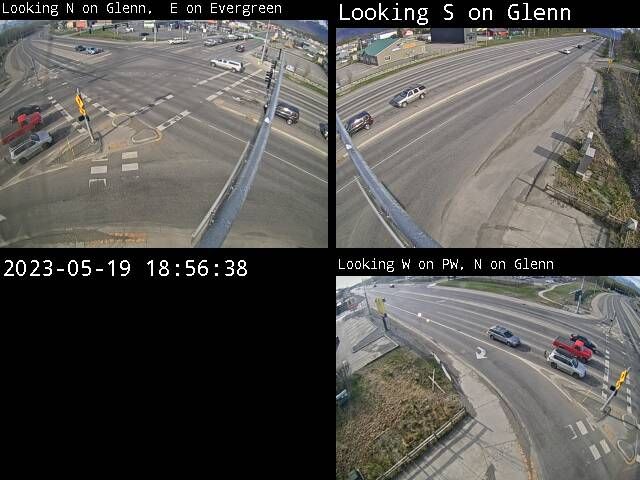 Looking N on Glenn,  E on Evergreen
Looking S on Glenn
2023-05-19 18:56:38
Looking W on PW, N on Glenn